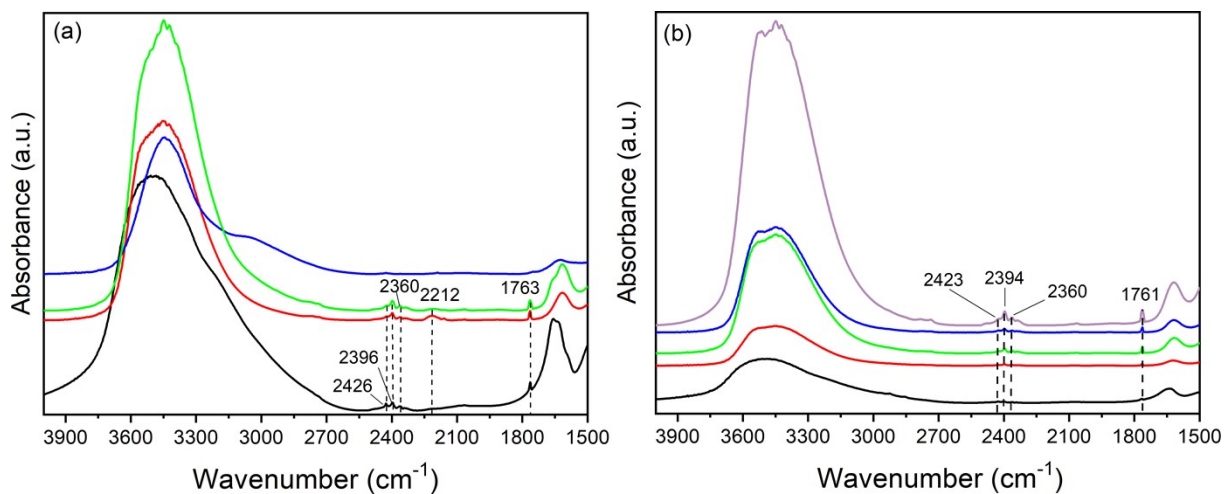 (a)
Absorbance (a.u.)
2360
2212
1763
2396
2426
3900 3600 3300 3000 2700 2400 2100 1800 1500
Wavenumber (cm⁻¹)
(b)
Absorbance (a.u.)
2423
2394
2360
1761
3900 3600 3300 3000 2700 2400 2100 1800 1500
Wavenumber (cm⁻¹)